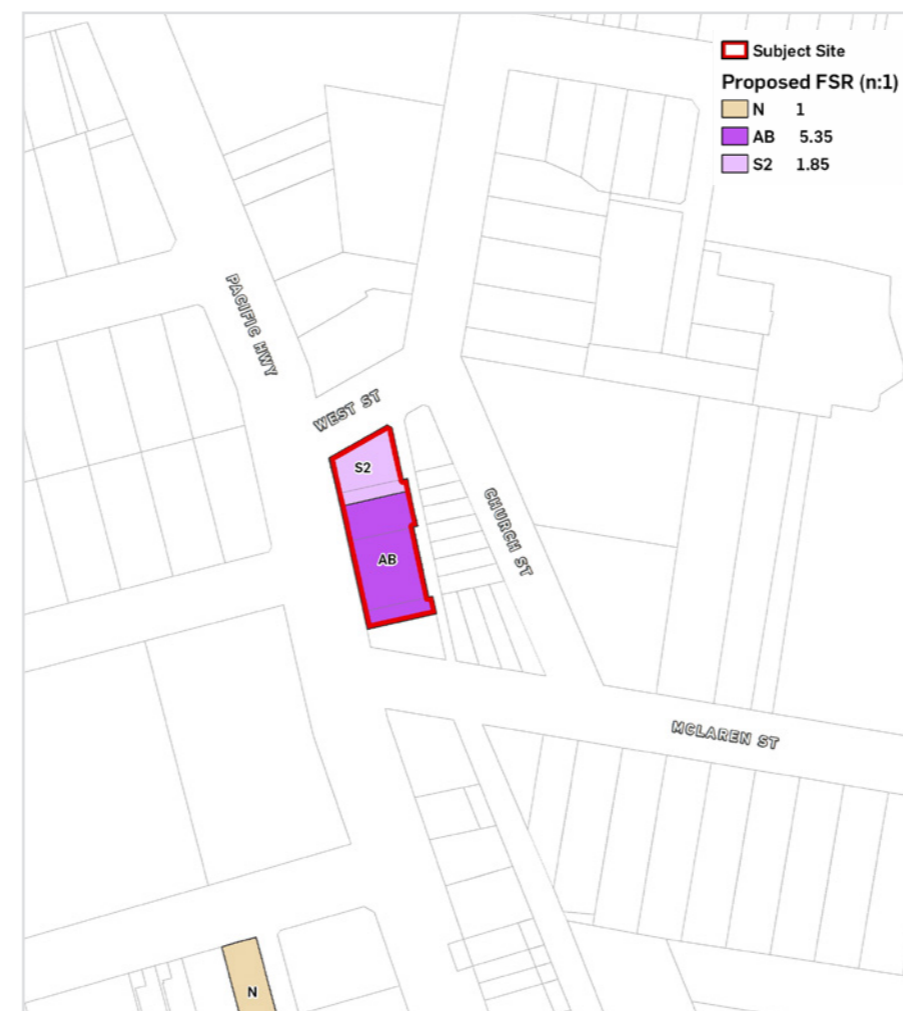 Subject Site
Proposed FSR (n:1)
N 1
AB 5.35
S2 1.85
PACIFIC HWY
WEST ST
S2
CHURCH ST
AB
MCLAREN ST
N